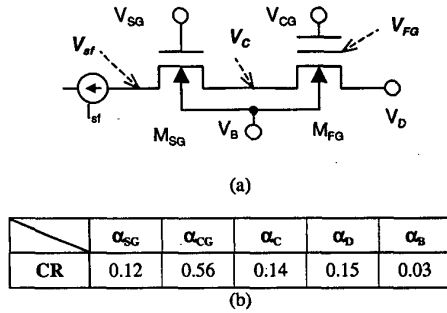 V_SG V_CG
V_sf V_C V_FG
I_sf
M_SG V_B M_FG V_D
(a)
α_SG α_CG α_C α_D α_B
CR 0.12 0.56 0.14 0.15 0.03
(b)